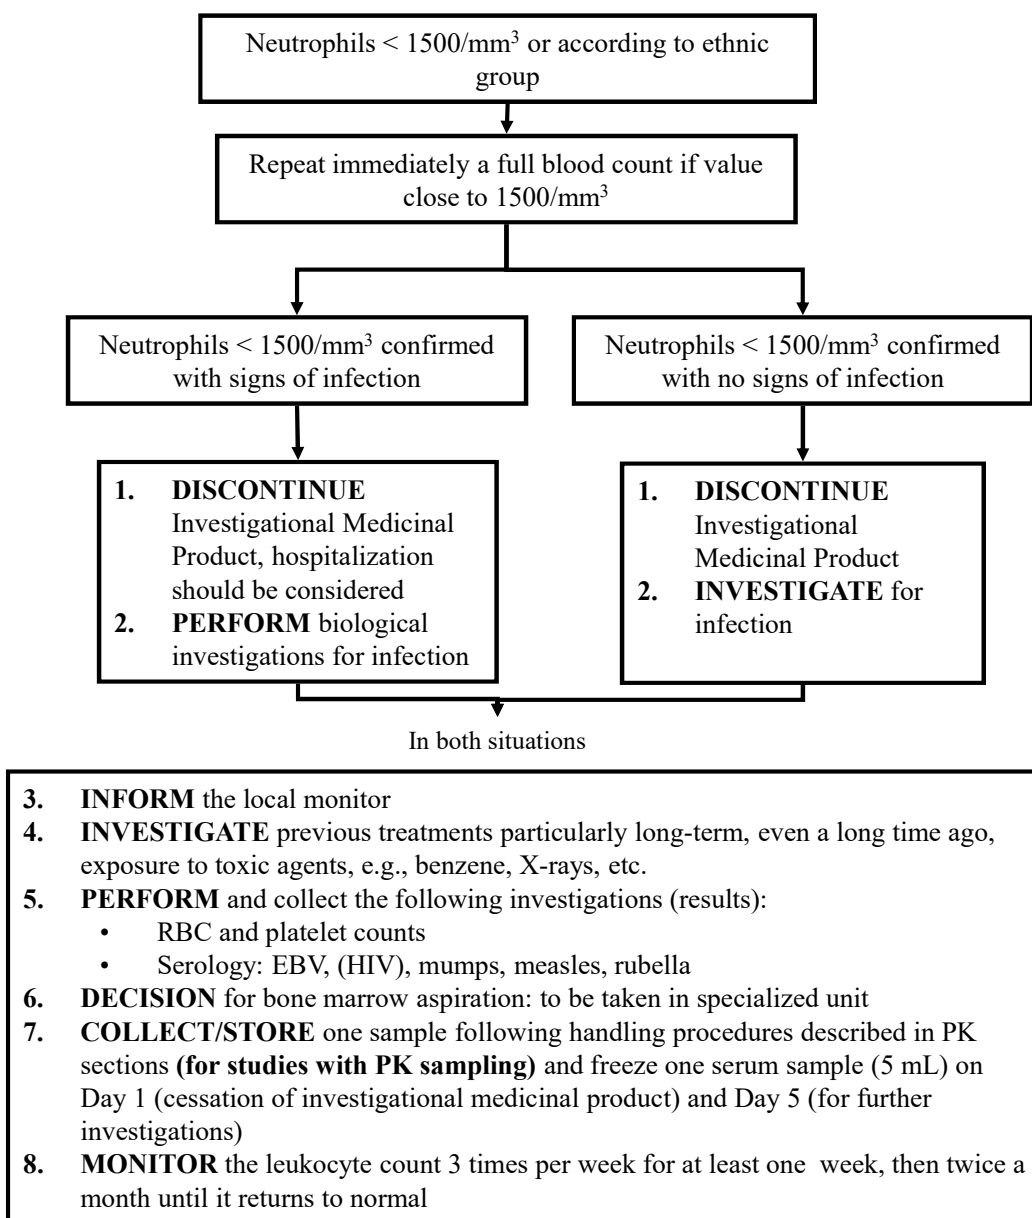 Neutrophils < 1500/mm³ or according to ethnic
group
Repeat immediately a full blood count if value
close to 1500/mm³
Neutrophils < 1500/mm³ confirmed
with signs of infection
Neutrophils < 1500/mm³ confirmed
with no signs of infection
1. DISCONTINUE
Investigational Medicinal
Product, hospitalization
should be considered
2. PERFORM biological
investigations for infection
1. DISCONTINUE
Investigational
Medicinal Product
2. INVESTIGATE for
infection
In both situations
3. INFORM the local monitor
4. INVESTIGATE previous treatments particularly long-term, even a long time ago,
exposure to toxic agents, e.g., benzene, X-rays, etc.
5. PERFORM and collect the following investigations (results):
• RBC and platelet counts
• Serology: EBV, (HIV), mumps, measles, rubella
6. DECISION for bone marrow aspiration: to be taken in specialized unit
7. COLLECT/STORE one sample following handling procedures described in PK
sections (for studies with PK sampling) and freeze one serum sample (5 mL) on
Day 1 (cessation of investigational medicinal product) and Day 5 (for further
investigations)
8. MONITOR the leukocyte count 3 times per week for at least one week, then twice a
month until it returns to normal